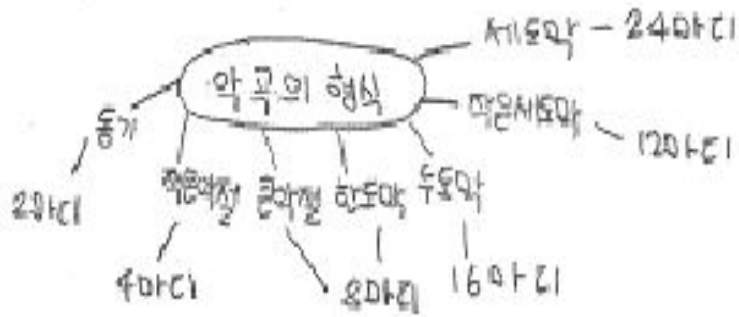 세도막 - 24마디
악곡의 형식
작은세도막
동기
12마디
작은악절 큰악절 한도막 두도막
2마디
4마디 8마디 16마디